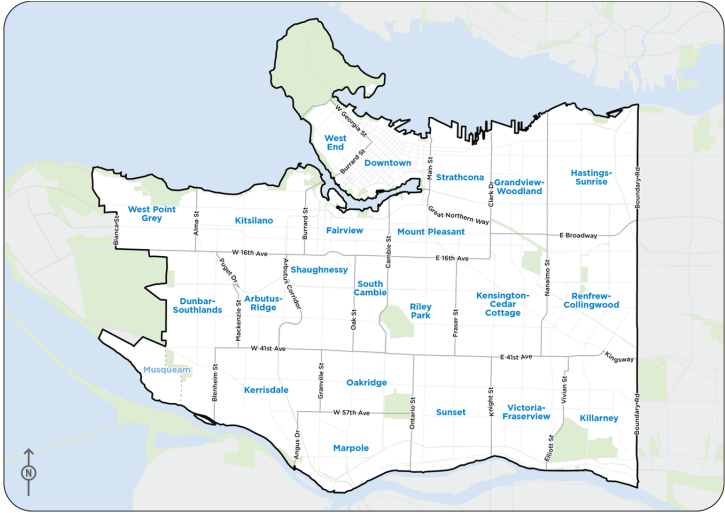 W Georgia St
West
End
Burrard St
Downtown
Main St
Strathcona
Clark Dr
Grandview-
Woodland
Hastings-
Sunrise
Boundary-Rd
West Point
Grey
Blanca-St
Alma St
Kitsilano
Burrard St
Fairview
Cambie St
Mount Pleasant
Great Northern Way
E Broadway
W 16th Ave
E 16th Ave
Puget Dr
Arbutus Corridor
Shaughnessy
South
Cambie
Nanaimo St
Dunbar-
Southlands
Arbutus-
Ridge
Mackenzie St
Oak St
Riley
Park
Fraser St
Kensington-
Cedar
Cottage
Renfrew-
Collingwood
W 41st Ave
E 41st Ave
Kingsway
Musqueam
Blenheim St
Kerrisdale
Granville St
Oakridge
Ontario St
W 57th Ave
Sunset
Knight St
Victoria-
Fraserview
Vivian St
Elliott St
Killarney
Boundary-Rd
Angus Dr
Marpole
N